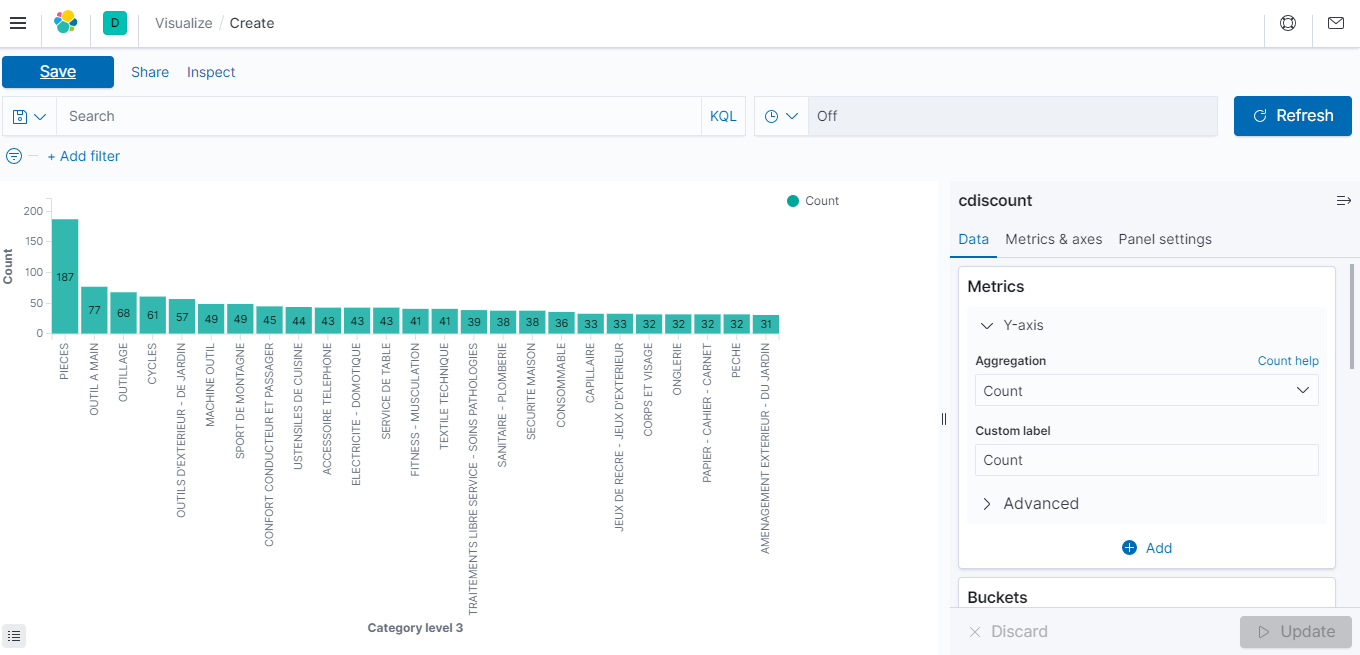 D Visualize / Create
Save Share Inspect
Search KQL Off Refresh
+ Add filter
Count
200
150
100
50
0
Count
187 77 68 61 57 49 49 45 44 43 43 43 41 41 39 38 38 36 33 33 32 32 32 32 31
PIECES
OUTIL A MAIN
OUTILLAGE
CYCLES
OUTILS D'EXTERIEUR - DE JARDIN
MACHINE OUTIL
SPORT DE MONTAGNE
CONFORT CONDUCTEUR ET PASSAGER
USTENSILES DE CUISINE
ACCESSOIRE TELEPHONE
ELECTRICITE - DOMOTIQUE
SERVICE DE TABLE
FITNESS - MUSCULATION
TEXTILE TECHNIQUE
TRAITEMENTS LIBRE SERVICE - SOINS PATHOLOGIES
SANITAIRE - PLOMBERIE
SECURITE MAISON
CONSOMMABLE
CAPILLAIRE
JEUX DE RECRE - JEUX D'EXTERIEUR
CORPS ET VISAGE
ONGLERIE
PAPIER - CAHIER - CARNET
PECHE
AMENAGEMENT EXTERIEUR - DU JARDIN
Category level 3
cdiscount
Data Metrics & axes Panel settings
Metrics
Y-axis
Aggregation Count help
Count
Custom label
Count
Advanced
Add
Buckets
Discard Update